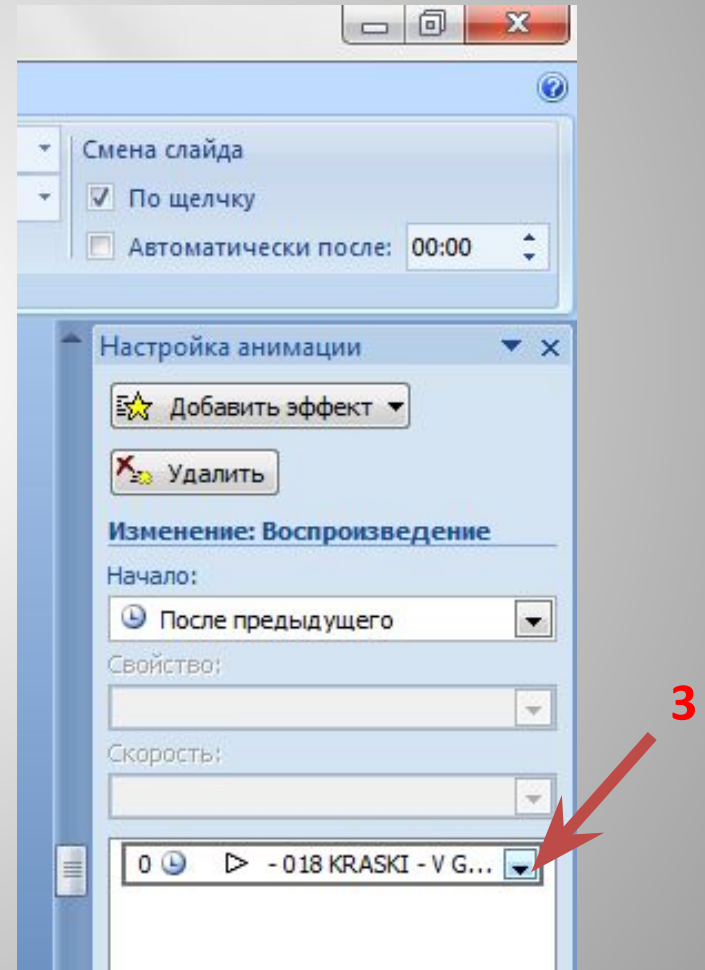 Смена слайда
По щелчку
Автоматически после: 00:00
Настройка анимации
Добавить эффект
Удалить
Изменение: Воспроизведение
Начало:
После предыдущего
Свойство:
3
Скорость:
0 - 018 KRASKI - V G...